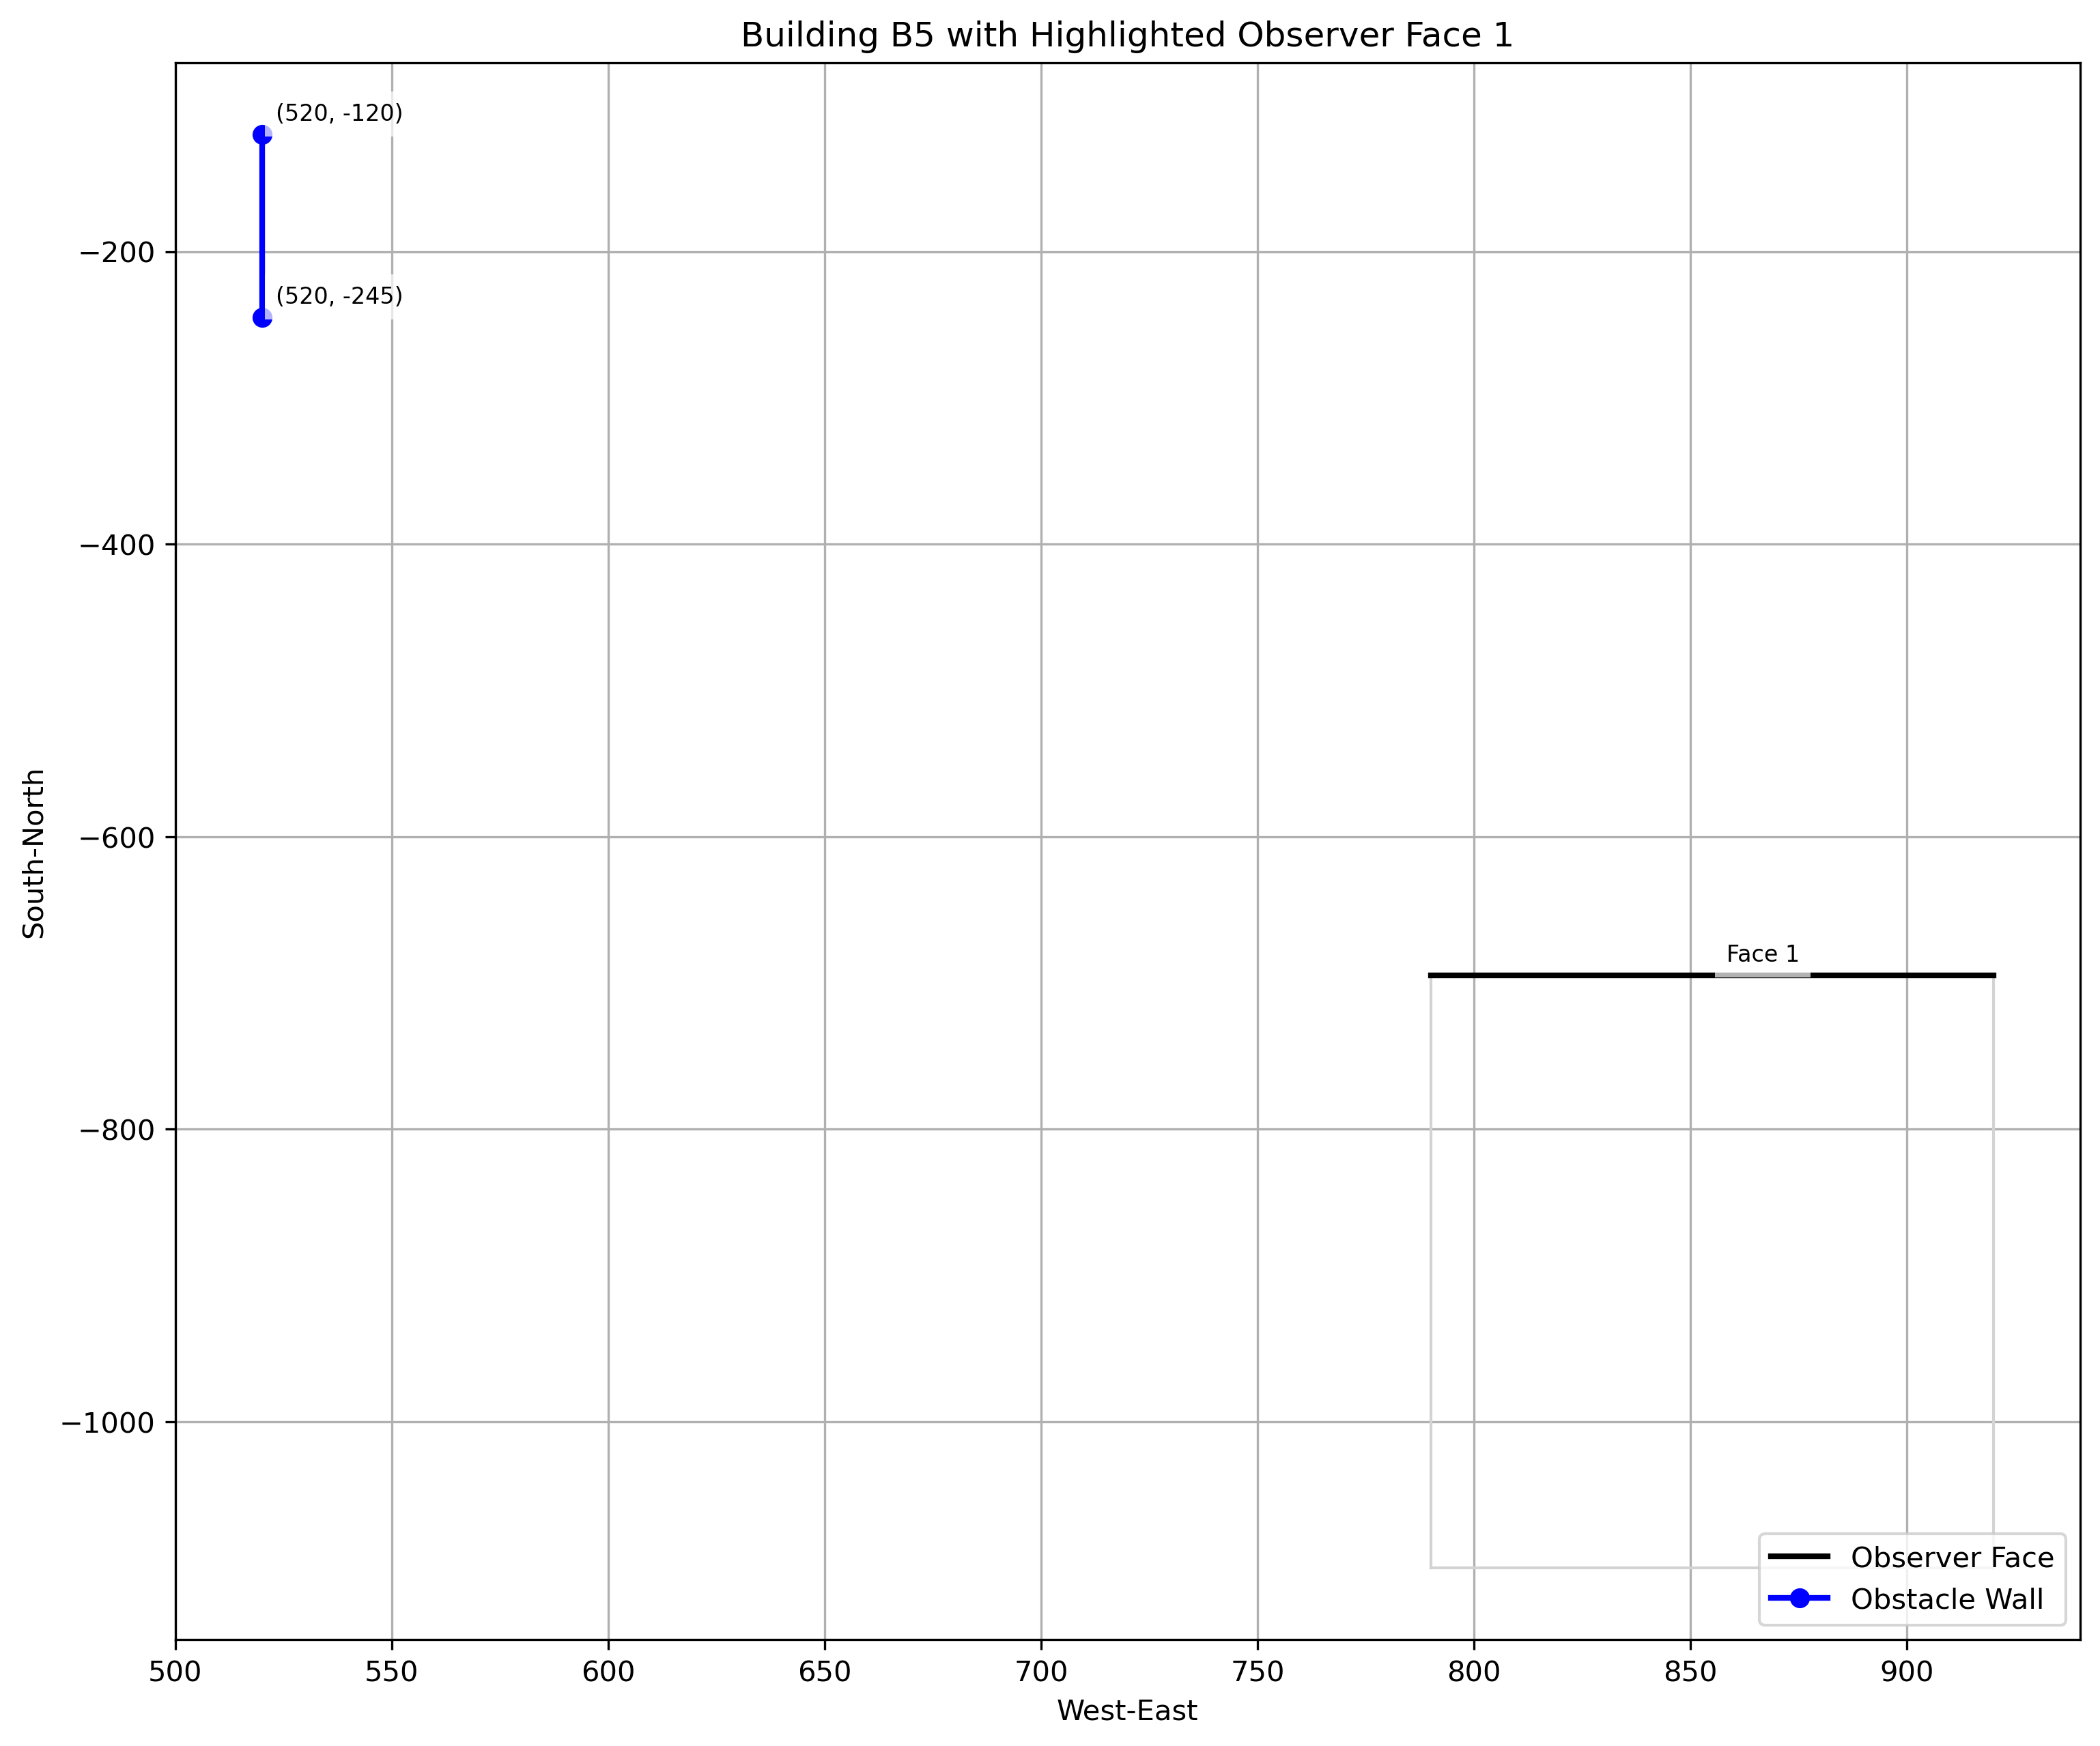 Building B5 with Highlighted Observer Face 1
(520, -120)
−200
(520, -245)
−400
−600
South-North
Face 1
−800
−1000
Observer Face
Obstacle Wall
500 550 600 650 700 750 800 850 900
West-East